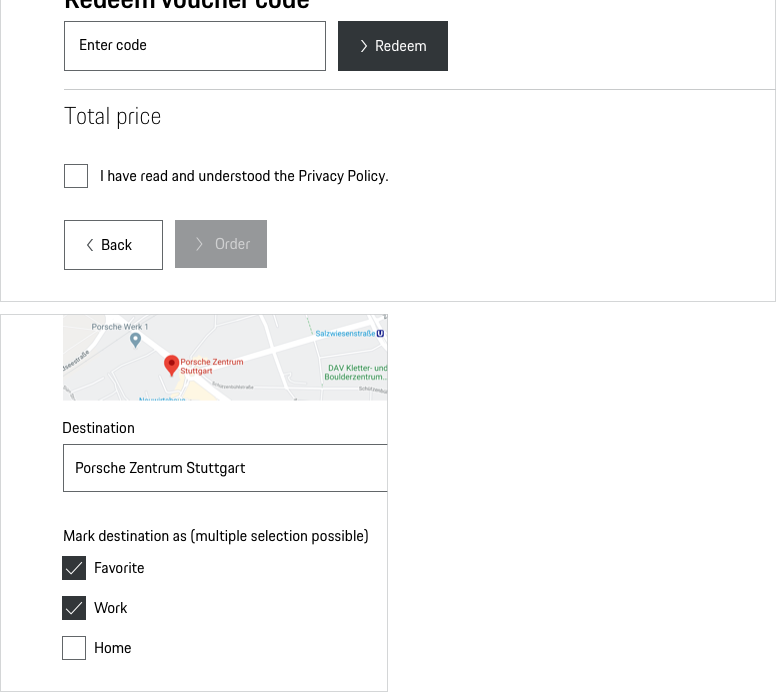 Redeem voucher code
Enter code
Redeem
Total price
I have read and understood the Privacy Policy.
Back
Order
Porsche Werk 1
Salzwiesenstraße U
Porsche Zentrum
Stuttgart
DAV Kletter- und
Boulderzentrum...
Destination
Porsche Zentrum Stuttgart
Mark destination as (multiple selection possible)
Favorite
Work
Home